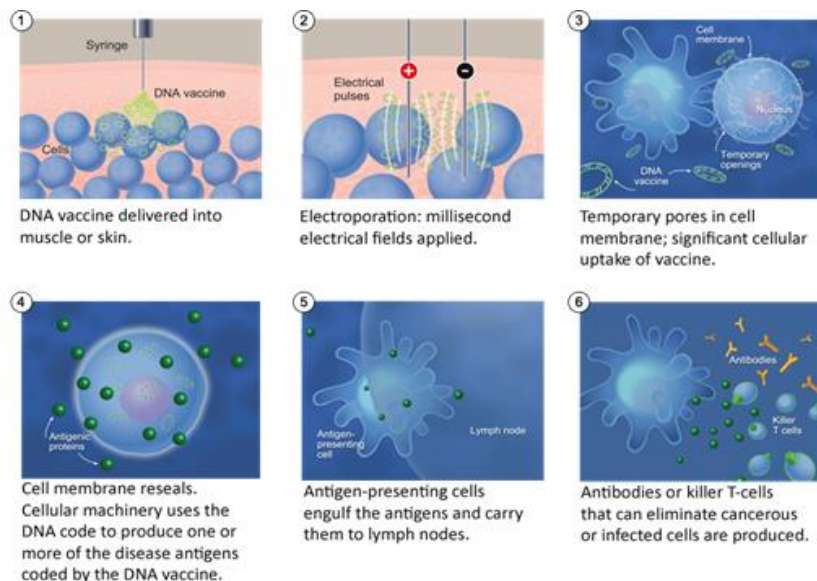 1
Syringe
DNA vaccine
Cells
DNA vaccine delivered into
muscle or skin.
2
Electrical
pulses
+
-
Electroporation: millisecond
electrical fields applied.
3
Cell
membrane
Nucleus
Temporary
openings
DNA
vaccine
Temporary pores in cell
membrane; significant cellular
uptake of vaccine.
4
Antigenic
proteins
Cell membrane reseals.
Cellular machinery uses the
DNA code to produce one or
more of the disease antigens
coded by the DNA vaccine.
5
Antigen-
presenting
cell
Lymph node
Antigen-presenting cells
engulf the antigens and carry
them to lymph nodes.
6
Antibodies
Killer
T cells
Antibodies or killer T-cells
that can eliminate cancerous
or infected cells are produced.